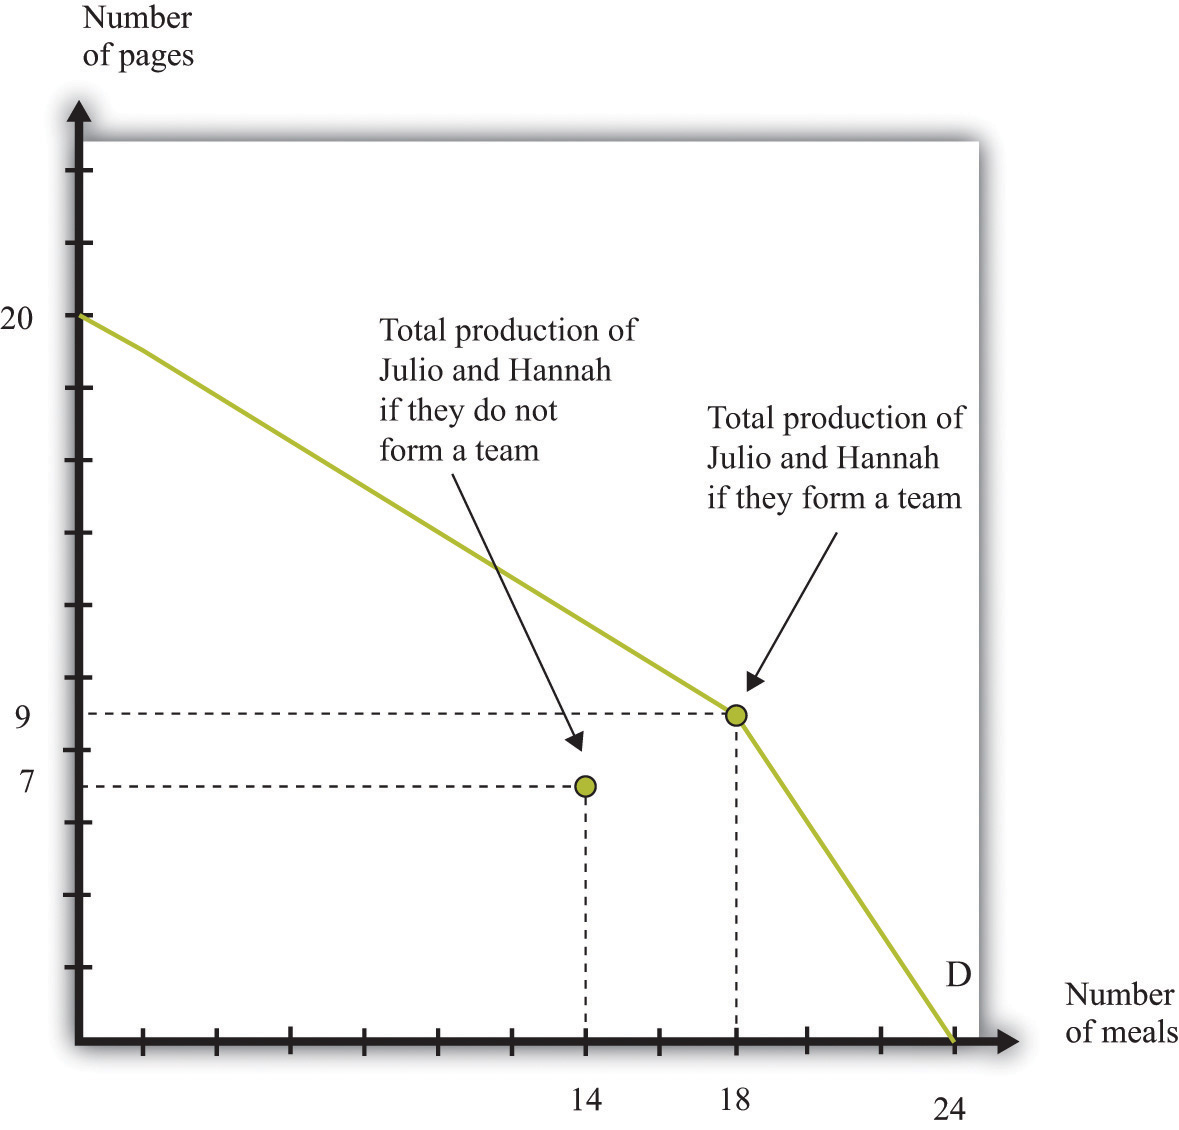 Number
of pages
20
Total production of
Julio and Hannah
if they do not
form a team
Total production of
Julio and Hannah
if they form a team
9
7
D
Number
of meals
14
18
24